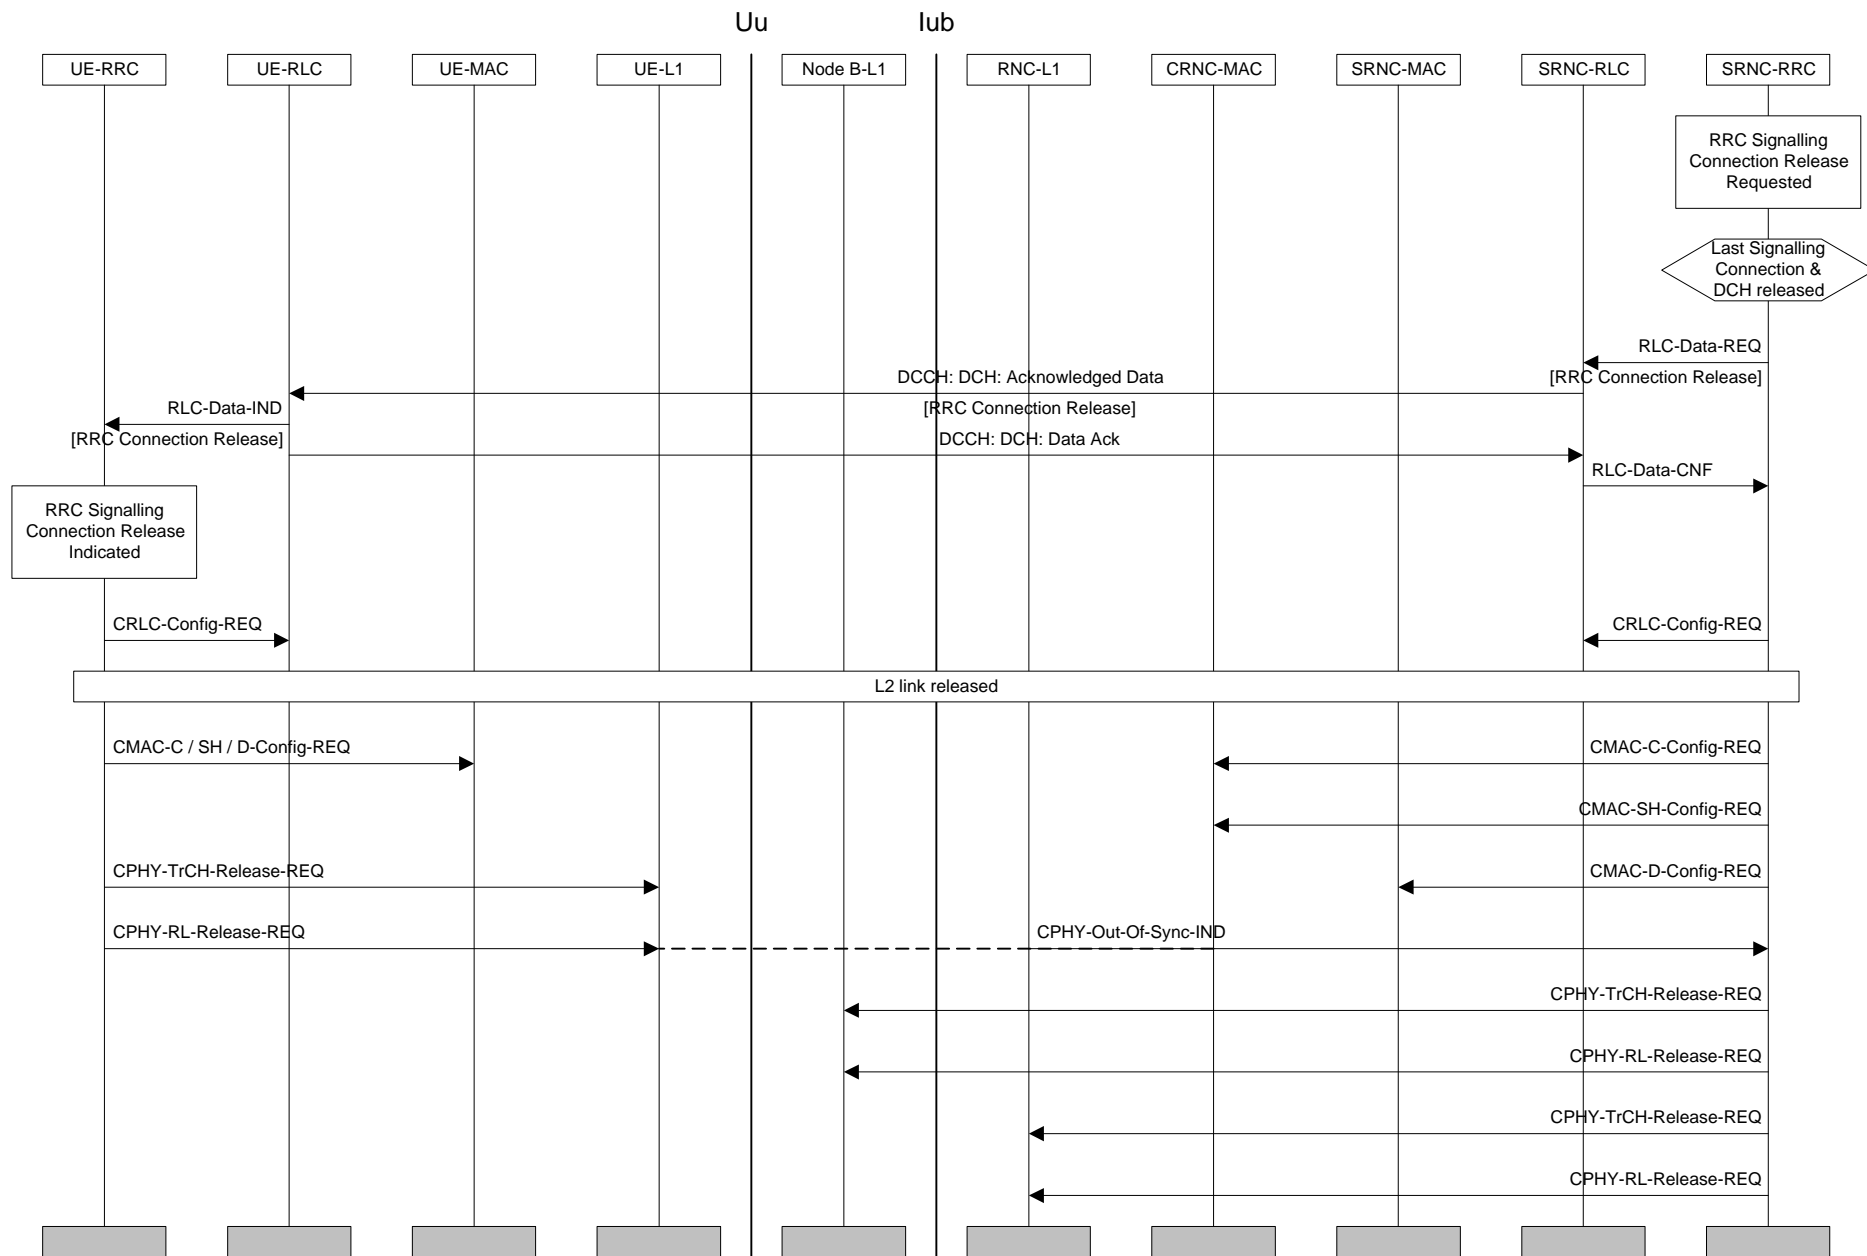 Uu
Iub
UE-RRC
UE-RLC
UE-MAC
UE-L1
Node B-L1
RNC-L1
CRNC-MAC
SRNC-MAC
SRNC-RLC
SRNC-RRC
RRC Signalling
Connection Release
Requested
Last Signalling
Connection &
DCH released
RLC-Data-REQ
[RRC Connection Release]
DCCH: DCH: Acknowledged Data
[RRC Connection Release]
RLC-Data-IND
[RRC Connection Release]
DCCH: DCH: Data Ack
RLC-Data-CNF
RRC Signalling
Connection Release
Indicated
CRLC-Config-REQ
CRLC-Config-REQ
L2 link released
CMAC-C / SH / D-Config-REQ
CMAC-C-Config-REQ
CMAC-SH-Config-REQ
CPHY-TrCH-Release-REQ
CMAC-D-Config-REQ
CPHY-RL-Release-REQ
CPHY-Out-Of-Sync-IND
CPHY-TrCH-Release-REQ
CPHY-RL-Release-REQ
CPHY-TrCH-Release-REQ
CPHY-RL-Release-REQ